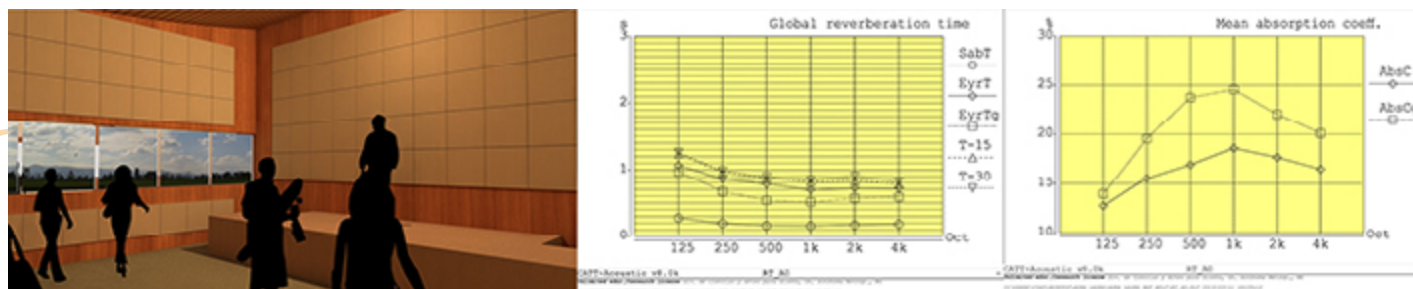 Global reverberation time
s
3
2
1
0
125 250 500 1k 2k 4k
Oct
SabT
EyrT
EyrTg
T-15
T-30
CATT-Acoustic v8.0k RT_A0
Mean absorption coeff.
%
30
25
20
15
10
125 250 500 1k 2k 4k
Oct
AbsC
CATT-Acoustic v8.0k RT_A0